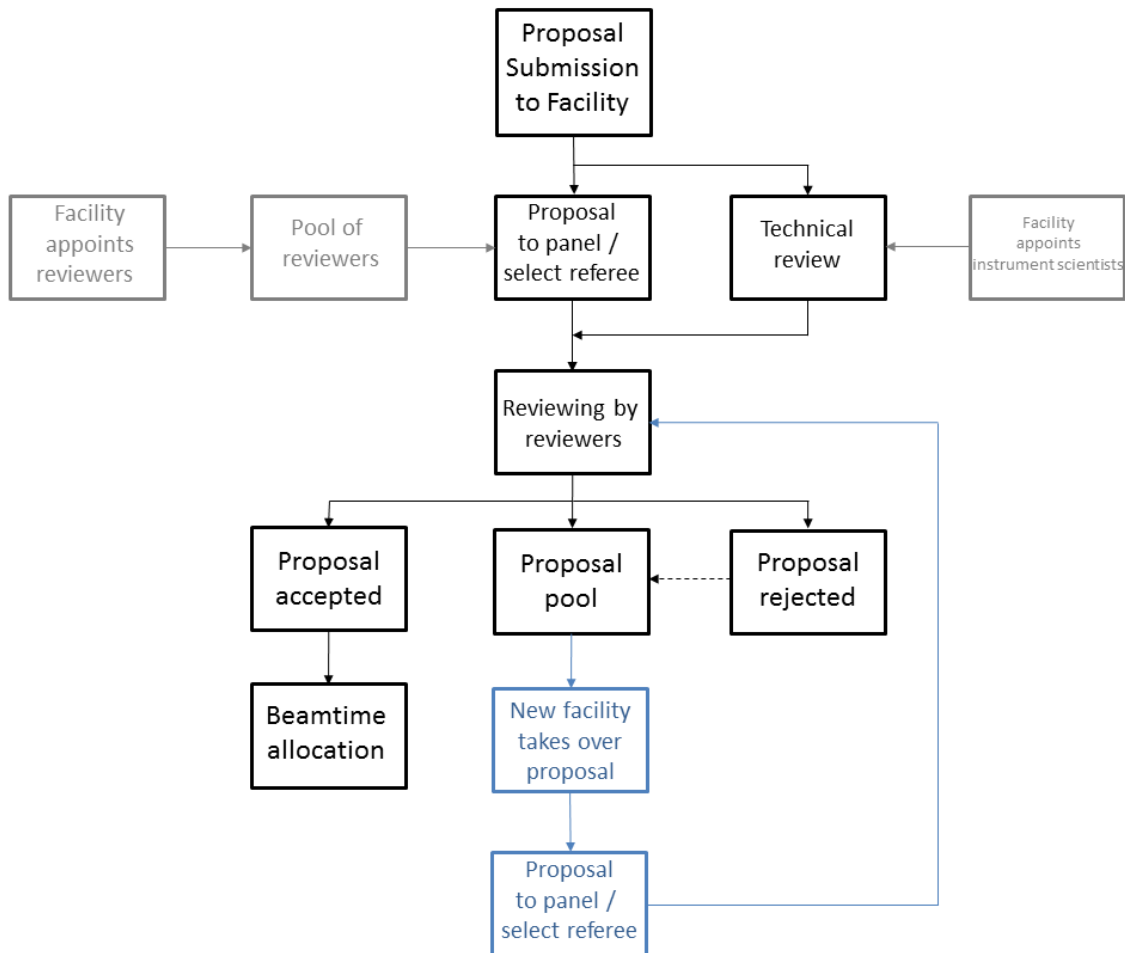 Proposal
Submission
to Facility
Facility
appoints
reviewers
Pool of
reviewers
Proposal
to panel /
select referee
Technical
review
Facility
appoints
instrument scientists
Reviewing by
reviewers
Proposal
accepted
Proposal
pool
Proposal
rejected
Beamtime
allocation
New facility
takes over
proposal
Proposal
to panel /
select referee